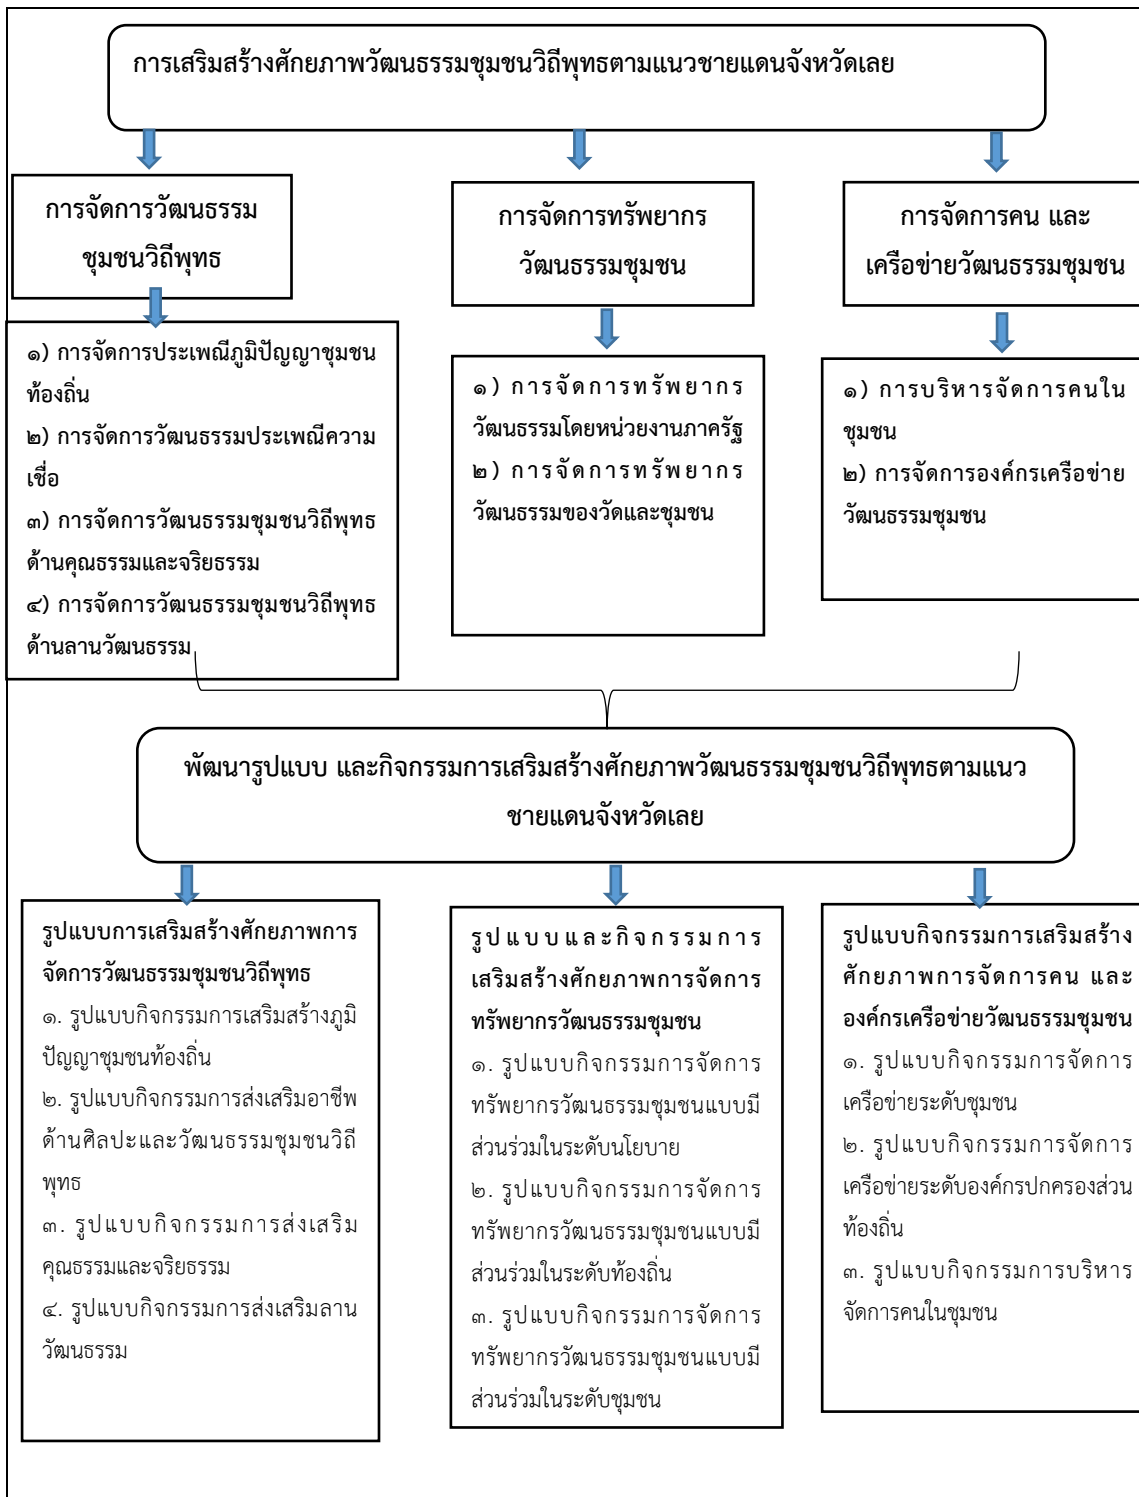 การเสริมสร้างศักยภาพวัฒนธรรมชุมชนวิถีพุทธตามแนวชายแดนจังหวัดเลย
การจัดการวัฒนธรรม
ชุมชนวิถีพุทธ
การจัดการทรัพยากร
วัฒนธรรมชุมชน
การจัดการคน และ
เครือข่ายวัฒนธรรมชุมชน
๑) การจัดการประเพณีภูมิปัญญาชุมชน
ท้องถิ่น
๒) การจัดการวัฒนธรรมประเพณีความ
เชื่อ
๓) การจัดการวัฒนธรรมชุมชนวิถีพุทธ
ด้านคุณธรรมและจริยธรรม
๔) การจัดการวัฒนธรรมชุมชนวิถีพุทธ
ด้านลานวัฒนธรรม
๑) การจัดการทรัพยากร
วัฒนธรรมโดยหน่วยงานภาครัฐ
๒) การจัดการทรัพยากร
วัฒนธรรมของวัดและชุมชน
๑) การบริหารจัดการคนใน
ชุมชน
๒) การจัดการองค์กรเครือข่าย
วัฒนธรรมชุมชน
พัฒนารูปแบบ และกิจกรรมการเสริมสร้างศักยภาพวัฒนธรรมชุมชนวิถีพุทธตามแนว
ชายแดนจังหวัดเลย
รูปแบบการเสริมสร้างศักยภาพการ
จัดการวัฒนธรรมชุมชนวิถีพุทธ
๑. รูปแบบกิจกรรมการเสริมสร้างภูมิ
ปัญญาชุมชนท้องถิ่น
๒. รูปแบบกิจกรรมการส่งเสริมอาชีพ
ด้านศิลปะและวัฒนธรรมชุมชนวิถี
พุทธ
๓. รูปแบบกิจกรรมการส่งเสริม
คุณธรรมและจริยธรรม
๔. รูปแบบกิจกรรมการส่งเสริมลาน
วัฒนธรรม
รูปแบบและกิจกรรมการ
เสริมสร้างศักยภาพการจัดการ
ทรัพยากรวัฒนธรรมชุมชน
๑. รูปแบบกิจกรรมการจัดการ
ทรัพยากรวัฒนธรรมชุมชนแบบมี
ส่วนร่วมในระดับนโยบาย
๒. รูปแบบกิจกรรมการจัดการ
ทรัพยากรวัฒนธรรมชุมชนแบบมี
ส่วนร่วมในระดับท้องถิ่น
๓. รูปแบบกิจกรรมการจัดการ
ทรัพยากรวัฒนธรรมชุมชนแบบมี
ส่วนร่วมในระดับชุมชน
รูปแบบกิจกรรมการเสริมสร้าง
ศักยภาพการจัดการคน และ
องค์กรเครือข่ายวัฒนธรรมชุมชน
๑. รูปแบบกิจกรรมการจัดการ
เครือข่ายระดับชุมชน
๒. รูปแบบกิจกรรมการจัดการ
เครือข่ายระดับองค์กรปกครองส่วน
ท้องถิ่น
๓. รูปแบบกิจกรรมการบริหาร
จัดการคนในชุมชน